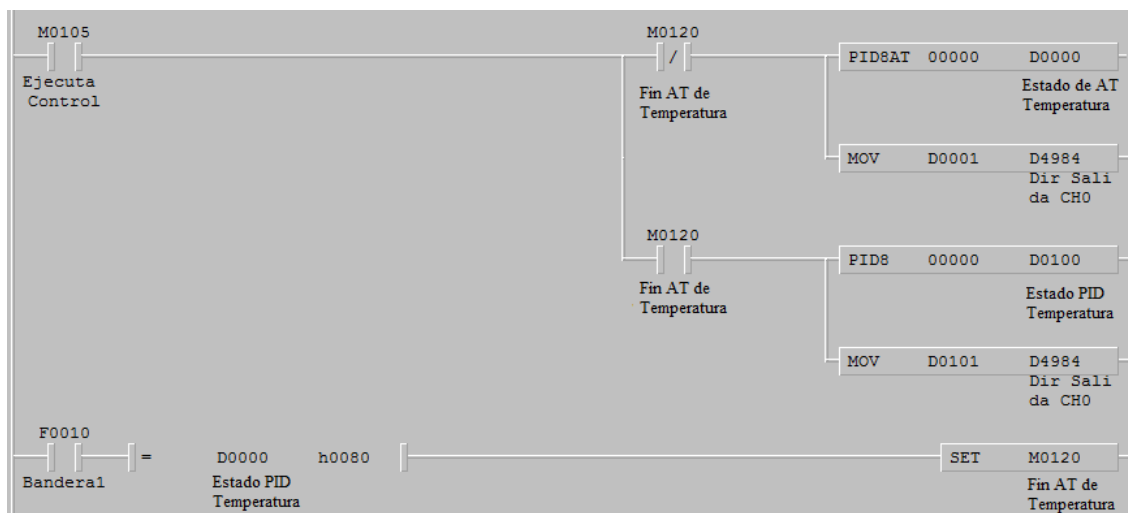 M0105
M0120
/
PID8AT 00000 D0000
Ejecuta
Control
Fin AT de
Temperatura
Estado de AT
Temperatura
MOV D0001 D4984
Dir Sali
da CH0
M0120
PID8 00000 D0100
Fin AT de
Temperatura
Estado PID
Temperatura
MOV D0101 D4984
Dir Sali
da CH0
F0010
= D0000 h0080
SET M0120
Bandera1
Estado PID
Temperatura
Fin AT de
Temperatura